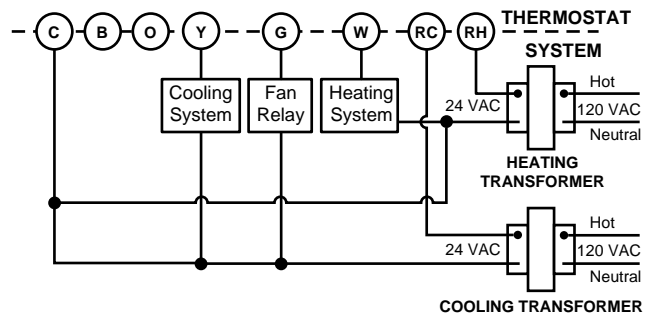 THERMOSTAT
C B O Y G W RC RH
SYSTEM
Cooling
System
Fan
Relay
Heating
System
24 VAC
Hot
120 VAC
Neutral
HEATING
TRANSFORMER
24 VAC
Hot
120 VAC
Neutral
COOLING TRANSFORMER